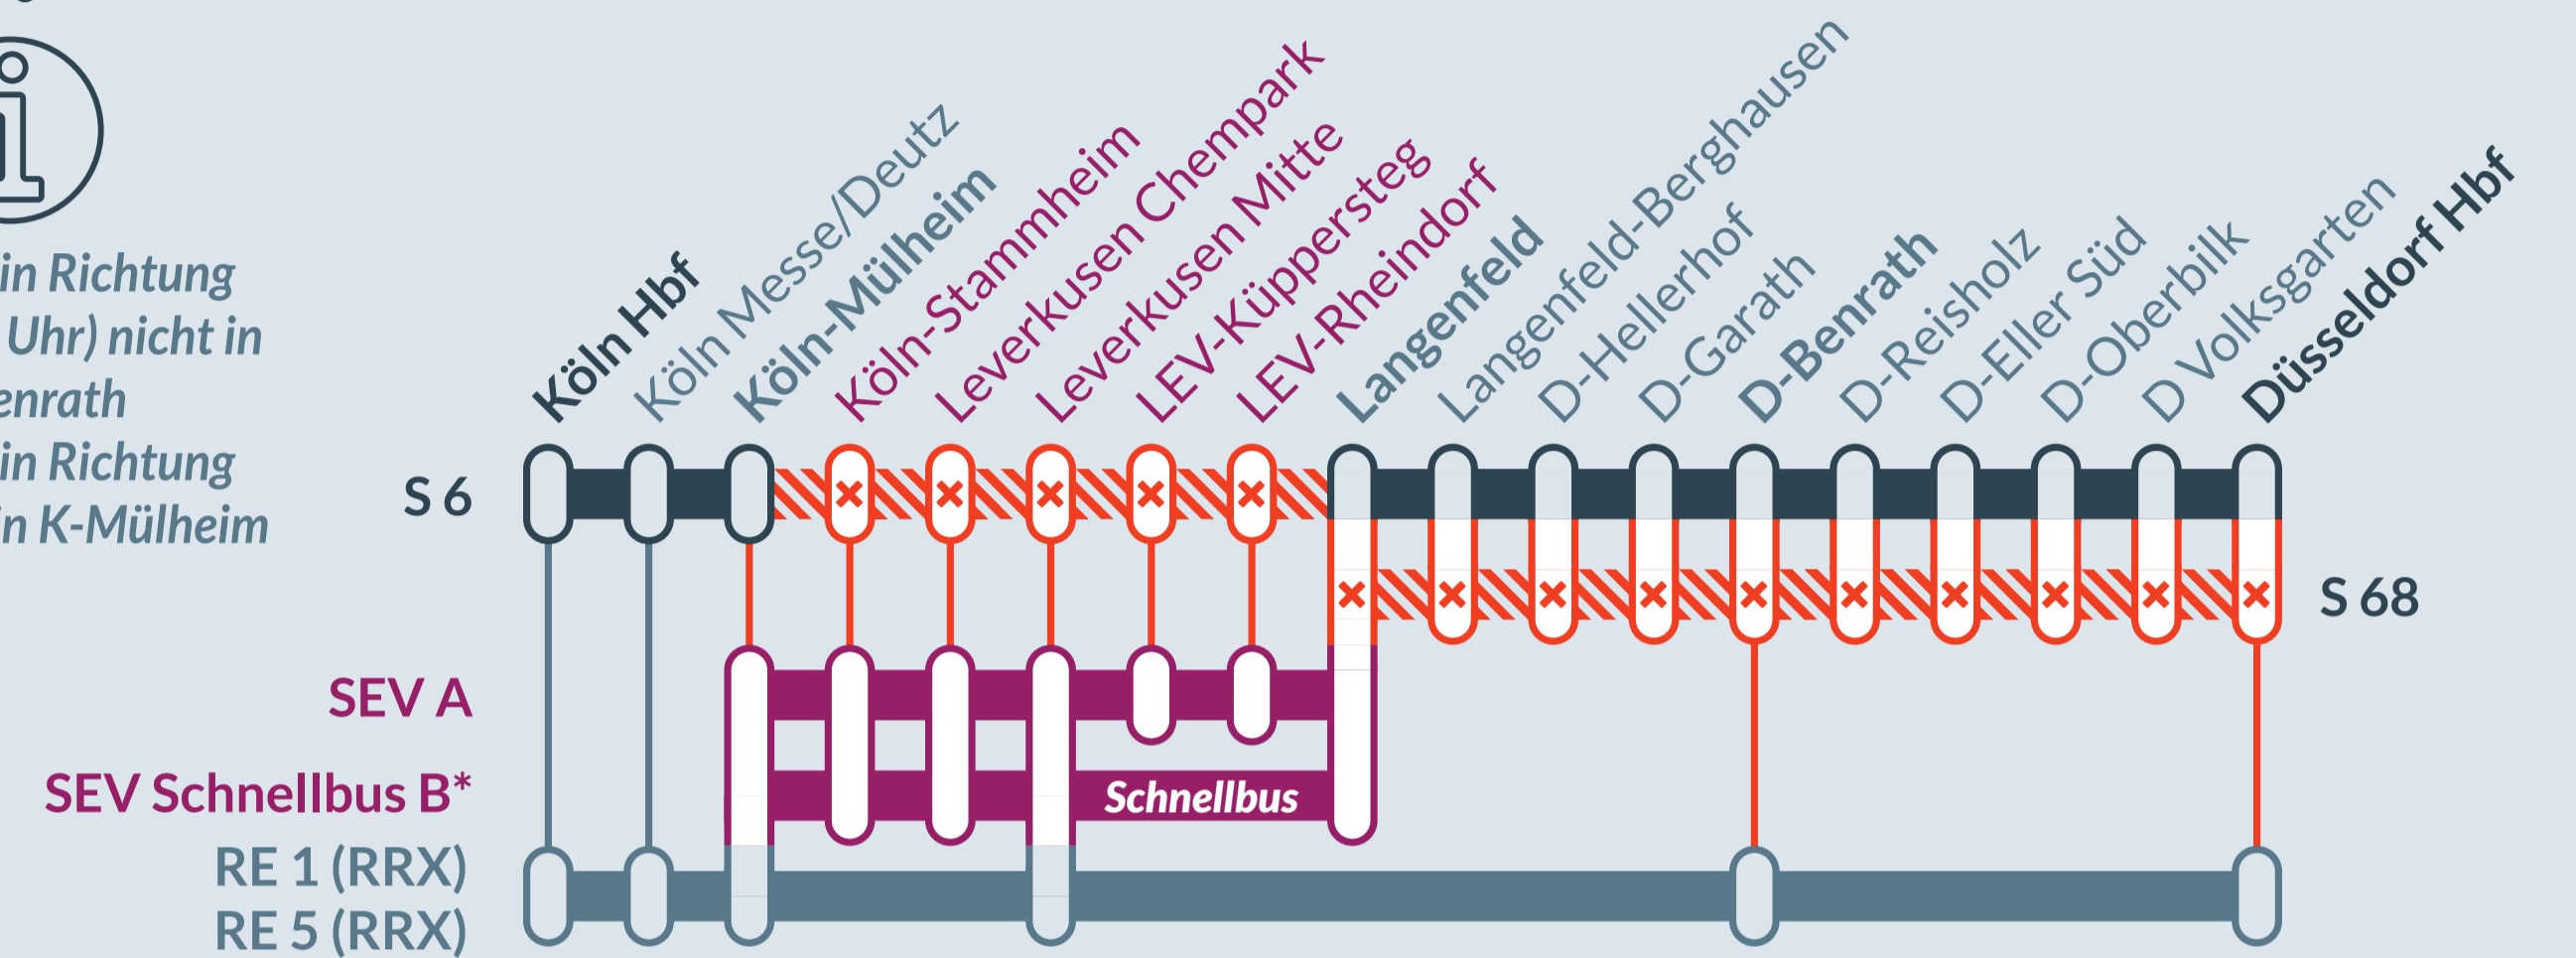 in Richtung
Uhr) nicht in
enrath
in Richtung
in K-Mülheim
Köln Hbf
Köln Messe/Deutz
Köln-Mülheim
Köln-Stammheim
Leverkusen Chempark
Leverkusen Mitte
LEV-Küppersteg
LEV-Rheindorf
Langenfeld
Langenfeld-Berghausen
D-Hellerhof
D-Garath
D-Benrath
D-Reisholz
D-Eller Süd
D-Oberbilk
D Volksgarten
Düsseldorf Hbf
S 6
S 68
SEV A
SEV Schnellbus B*
Schnellbus
RE 1 (RRX)
RE 5 (RRX)